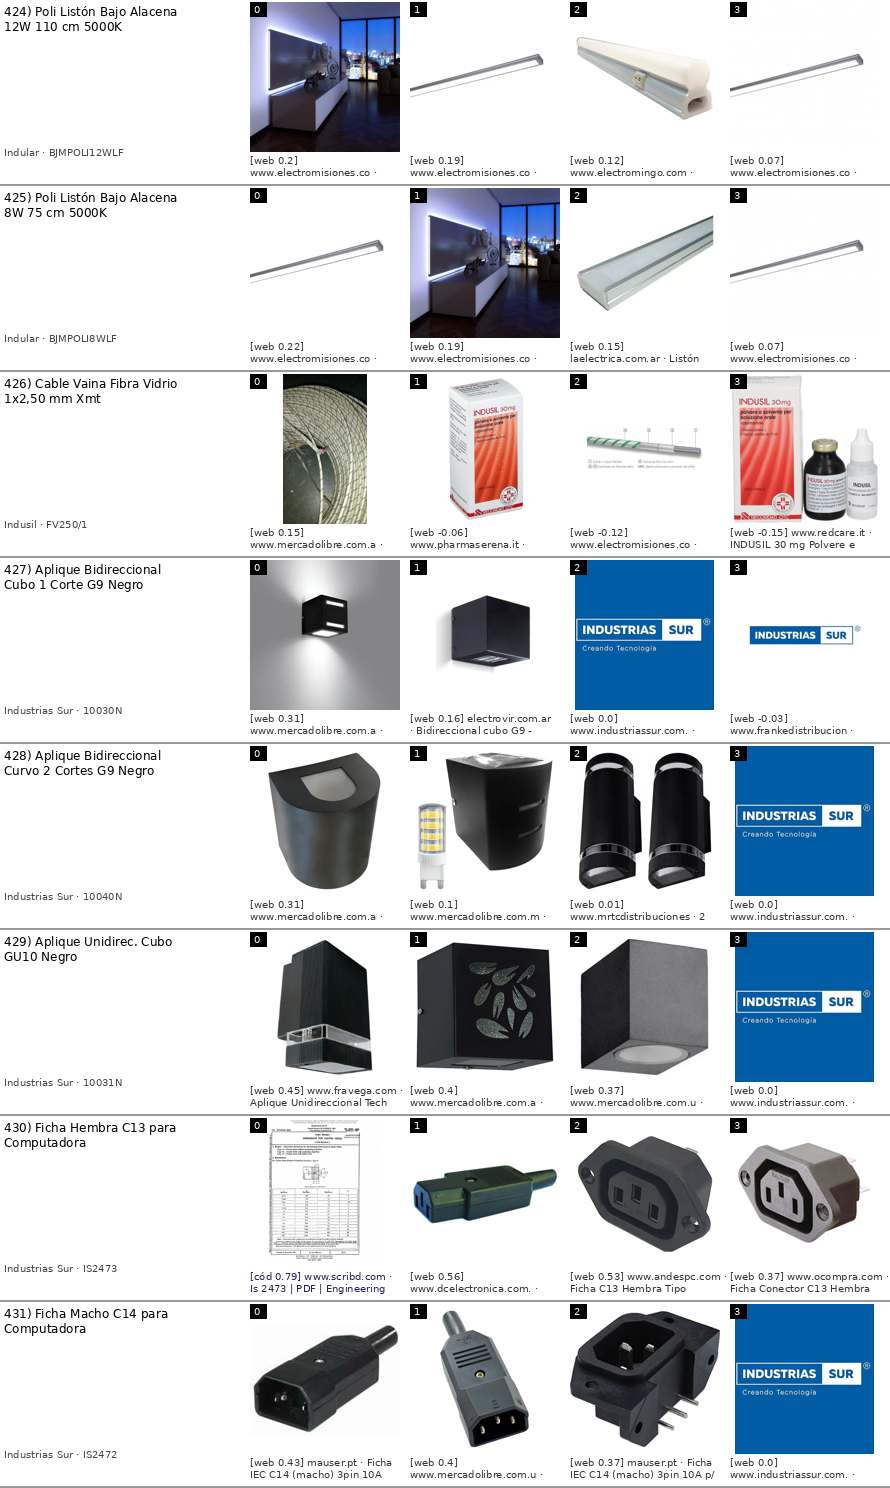 424) Poli Listón Bajo Alacena
12W 110 cm 5000K
Indular · BJMPOLI12WLF
0
1
2
3
[web 0.2]
www.electromisiones.co ·
[web 0.19]
www.electromisiones.co ·
[web 0.12]
www.electromingo.com ·
[web 0.07]
www.electromisiones.co ·
425) Poli Listón Bajo Alacena
8W 75 cm 5000K
Indular · BJMPOLI8WLF
0
1
2
3
[web 0.22]
www.electromisiones.co ·
[web 0.19]
www.electromisiones.co ·
[web 0.15]
laelectrica.com.ar · Listón
[web 0.07]
www.electromisiones.co ·
426) Cable Vaina Fibra Vidrio
1x2,50 mm Xmt
Indusil · FV250/1
0
1
2
3
INDUSIL 30mg
INDUSIL 30mg
INDUSIL
[web 0.15]
www.mercadolibre.com.a ·
[web -0.06]
www.pharmaserena.it ·
[web -0.12]
www.electromisiones.co ·
[web -0.15] www.redcare.it ·
INDUSIL 30 mg Polvere e
427) Aplique Bidireccional
Cubo 1 Corte G9 Negro
Industrias Sur · 10030N
0
1
2
3
INDUSTRIAS SUR ®
Creando Tecnología
INDUSTRIAS SUR ®
[web 0.31]
www.mercadolibre.com.a ·
[web 0.16] electrovir.com.ar
· Bidireccional cubo G9 -
[web 0.0]
www.industriassur.com. ·
[web -0.03]
www.frankedistribucion ·
428) Aplique Bidireccional
Curvo 2 Cortes G9 Negro
Industrias Sur · 10040N
0
1
2
3
INDUSTRIAS SUR ®
Creando Tecnología
[web 0.31]
www.mercadolibre.com.a ·
[web 0.1]
www.mercadolibre.com.m ·
[web 0.01]
www.mrtcdistribuciones · 2
[web 0.0]
www.industriassur.com. ·
429) Aplique Unidirec. Cubo
GU10 Negro
Industrias Sur · 10031N
0
1
2
3
INDUSTRIAS SUR ®
Creando Tecnología
[web 0.45] www.fravega.com ·
Aplique Unidireccional Tech
[web 0.4]
www.mercadolibre.com.a ·
[web 0.37]
www.mercadolibre.com.u ·
[web 0.0]
www.industriassur.com. ·
430) Ficha Hembra C13 para
Computadora
Industrias Sur · IS2473
0
1
2
3
[cód 0.79] www.scribd.com ·
Is 2473 | PDF | Engineering
[web 0.56]
www.dcelectronica.com. ·
[web 0.53] www.andespc.com ·
Ficha C13 Hembra Tipo
[web 0.37] www.ocompra.com ·
Ficha Conector C13 Hembra
431) Ficha Macho C14 para
Computadora
Industrias Sur · IS2472
0
1
2
3
INDUSTRIAS SUR ®
Creando Tecnología
[web 0.43] mauser.pt · Ficha
IEC C14 (macho) 3pin 10A
[web 0.4]
www.mercadolibre.com.u ·
[web 0.37] mauser.pt · Ficha
IEC C14 (macho) 3pin 10A p/
[web 0.0]
www.industriassur.com. ·